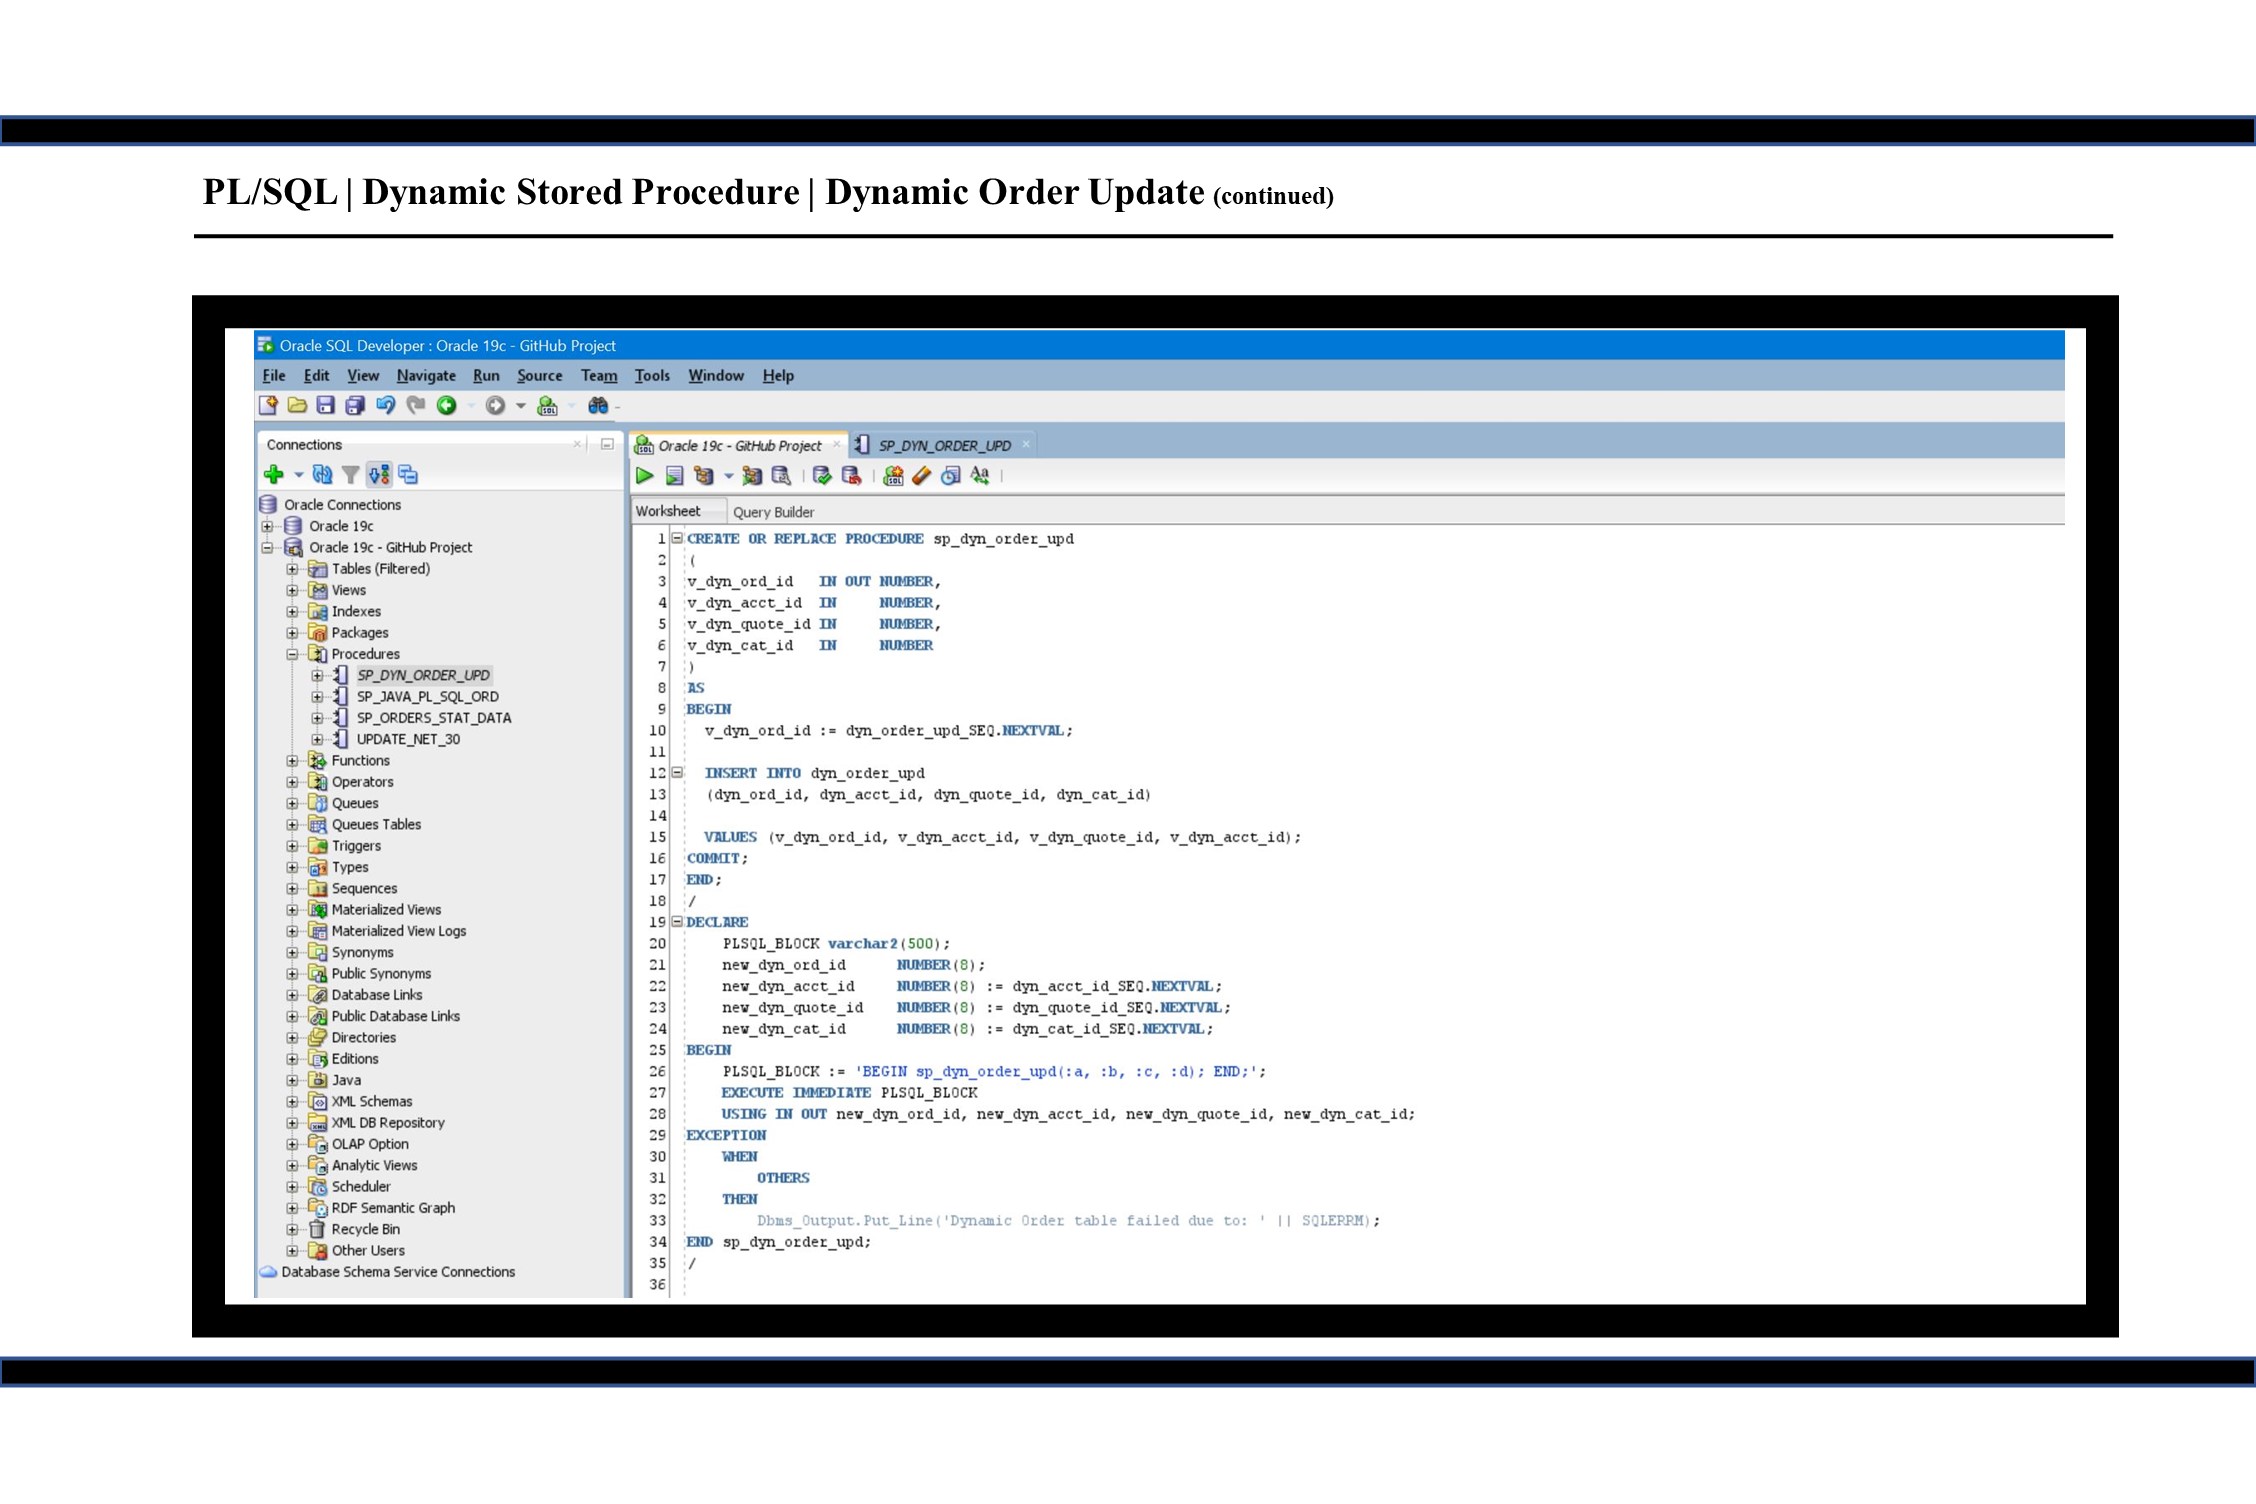 PL/SQL | Dynamic Stored Procedure | Dynamic Order Update (continued)
Oracle SQL Developer : Oracle 19c - GitHub Project
File Edit View Navigate Run Source Team Tools Window Help
Connections
Oracle Connections
Oracle 19c
Oracle 19c - GitHub Project
Tables (Filtered)
Views
Indexes
Packages
Procedures
SP_DYN_ORDER_UPD
SP_JAVA_PL_SQL_ORD
SP_ORDERS_STAT_DATA
UPDATE_NET_30
Functions
Operators
Queues
Queues Tables
Triggers
Types
Sequences
Materialized Views
Materialized View Logs
Synonyms
Public Synonyms
Database Links
Public Database Links
Directories
Editions
Java
XML Schemas
XML DB Repository
OLAP Option
Analytic Views
Scheduler
RDF Semantic Graph
Recycle Bin
Other Users
Database Schema Service Connections
Oracle 19c - GitHub Project SP_DYN_ORDER_UPD
Worksheet Query Builder
1 CREATE OR REPLACE PROCEDURE sp_dyn_order_upd
2 (
3 v_dyn_ord_id IN OUT NUMBER,
4 v_dyn_acct_id IN NUMBER,
5 v_dyn_quote_id IN NUMBER,
6 v_dyn_cat_id IN NUMBER
7 )
8 AS
9 BEGIN
10 v_dyn_ord_id := dyn_order_upd_SEQ.NEXTVAL;
11
12 INSERT INTO dyn_order_upd
13 (dyn_ord_id, dyn_acct_id, dyn_quote_id, dyn_cat_id)
14
15 VALUES (v_dyn_ord_id, v_dyn_acct_id, v_dyn_quote_id, v_dyn_acct_id);
16 COMMIT;
17 END;
18 /
19 DECLARE
20 PLSQL_BLOCK varchar2(500);
21 new_dyn_ord_id NUMBER(8);
22 new_dyn_acct_id NUMBER(8) := dyn_acct_id_SEQ.NEXTVAL;
23 new_dyn_quote_id NUMBER(8) := dyn_quote_id_SEQ.NEXTVAL;
24 new_dyn_cat_id NUMBER(8) := dyn_cat_id_SEQ.NEXTVAL;
25 BEGIN
26 PLSQL_BLOCK := 'BEGIN sp_dyn_order_upd(:a, :b, :c, :d); END;';
27 EXECUTE IMMEDIATE PLSQL_BLOCK
28 USING IN OUT new_dyn_ord_id, new_dyn_acct_id, new_dyn_quote_id, new_dyn_cat_id;
29 EXCEPTION
30 WHEN
31 OTHERS
32 THEN
33 Dbms_Output.Put_Line('Dynamic Order table failed due to: ' || SQLERRM);
34 END sp_dyn_order_upd;
35 /
36